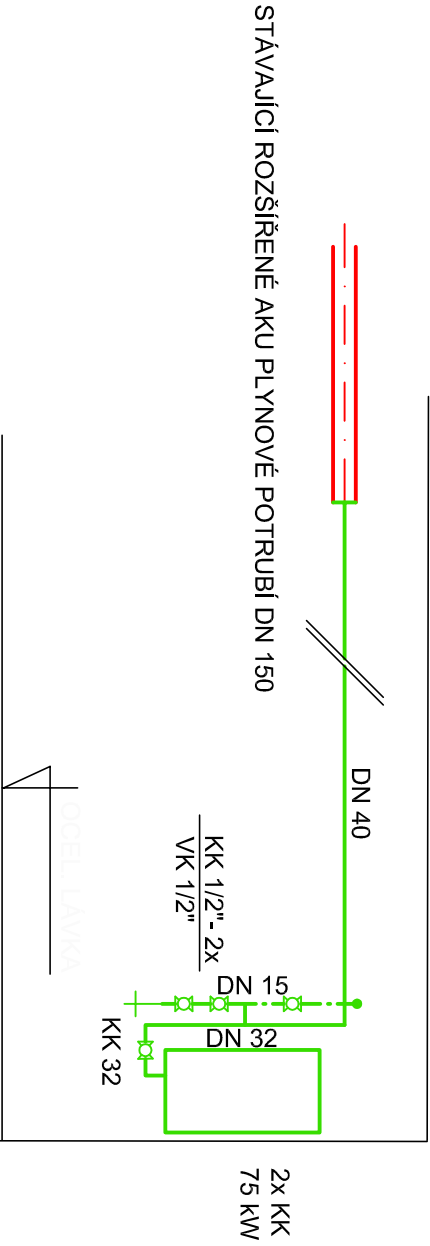 STÁVAJÍCÍ ROZŠÍŘENÉ AKU PLYNOVÉ POTRUBÍ DN 150
DN 40
OCEL. LÁVKA
KK 1/2"- 2x
VK 1/2"
DN 15
DN 32
KK 32
2x KK
75 kW